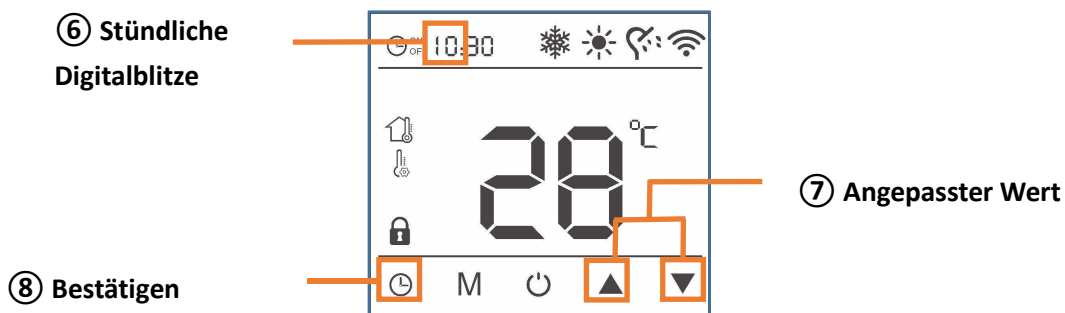 ⑥ Stündliche
Digitalblitze
10:30
28 °C
⑦ Angepasster Wert
⑧ Bestätigen
M